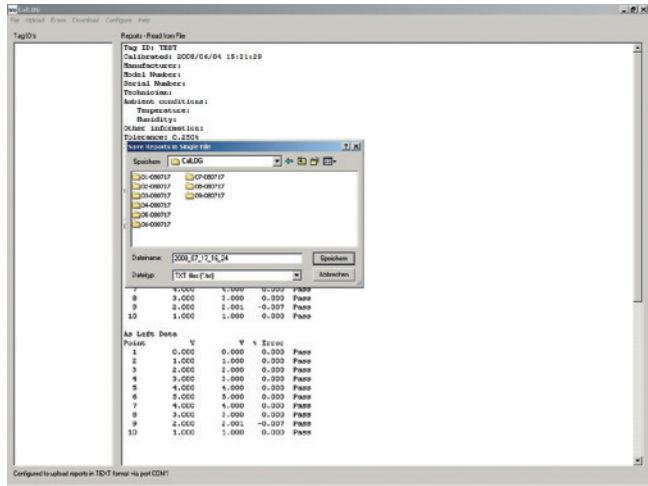 CalLOG
File Upload Erase Download Configure Help
Tag ID's
Reports - Read from File
Tag ID: TEST
Calibrated: 2008/06/04 15:21:29
Manufacturer:
Model Number:
Serial Number:
Technician:
Ambient conditions:
Temperature:
Humidity:
Other information:
Tolerance: 0.250%
Save Reports in Single File
Speichern
CalLOG
01-080717 07-080717
02-080717 08-080717
03-080717 09-080717
04-080717
05-080717
06-080717
Dateiname: 2008_07_17_16_24 Speichern
Dateityp: TXT files (*.txt) Abbrechen
7 4.000 4.000 0.000 Pass
8 3.000 3.000 0.000 Pass
9 2.000 2.001 -0.007 Pass
10 1.000 1.000 0.000 Pass
As Left Data
Point V V % Error
1 0.000 0.000 0.000 Pass
2 1.000 1.000 0.000 Pass
3 2.000 2.000 0.000 Pass
4 3.000 3.000 0.000 Pass
5 4.000 4.000 0.000 Pass
6 5.000 5.000 0.000 Pass
7 4.000 4.000 0.000 Pass
8 3.000 3.000 0.000 Pass
9 2.000 2.001 -0.007 Pass
10 1.000 1.000 0.000 Pass
Configured to upload reports in TEXT format via port COM1